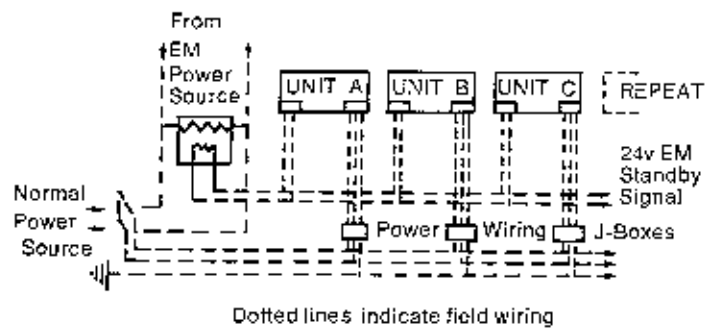 From
EM
Power
Source
UNIT A
UNIT B
UNIT C
REPEAT
24v EM
Standby
Signal
Normal
Power
Source
Power
Wiring
J-Boxes
Dotted lines indicate field wiring